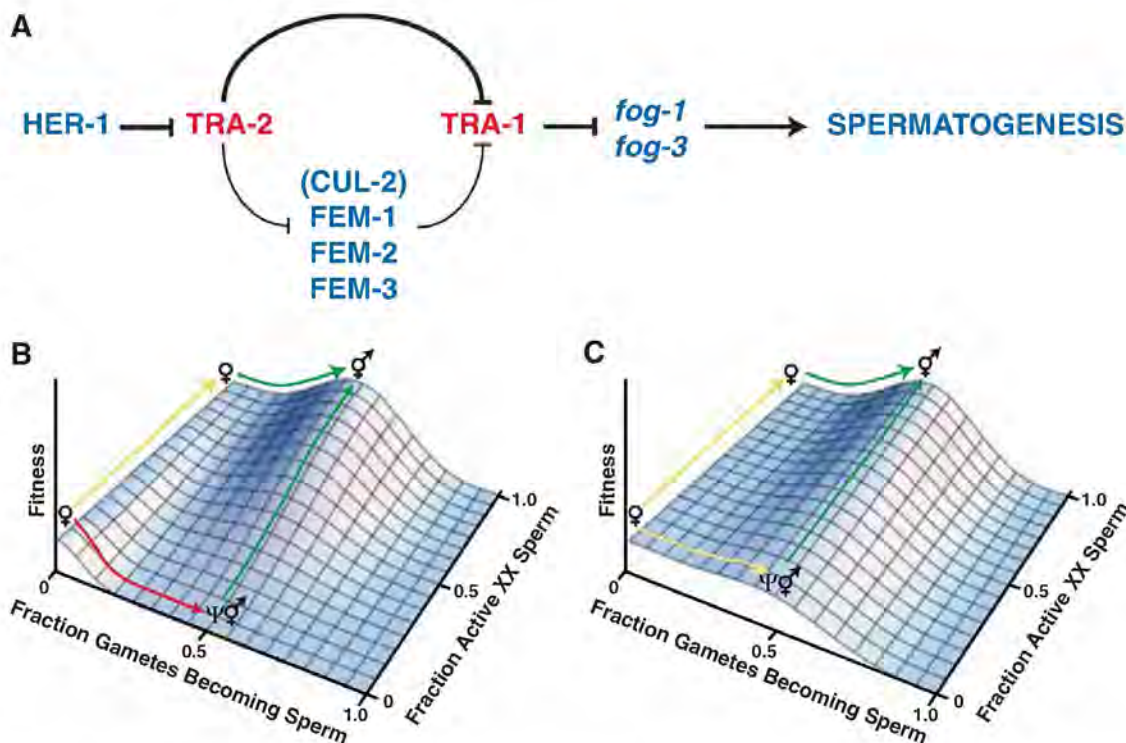 A
HER-1 TRA-2 TRA-1 fog-1 SPERMATOGENESIS
fog-3
(CUL-2)
FEM-1
FEM-2
FEM-3
B
♀ ⚥
Fitness
♀
Ψ⚥
0
0.5
1.0
Fraction Gametes Becoming Sperm
0
0.5
1.0
Fraction Active XX Sperm
C
♀ ⚥
Fitness
♀
Ψ⚥
0
0.5
1.0
Fraction Gametes Becoming Sperm
0
0.5
1.0
Fraction Active XX Sperm